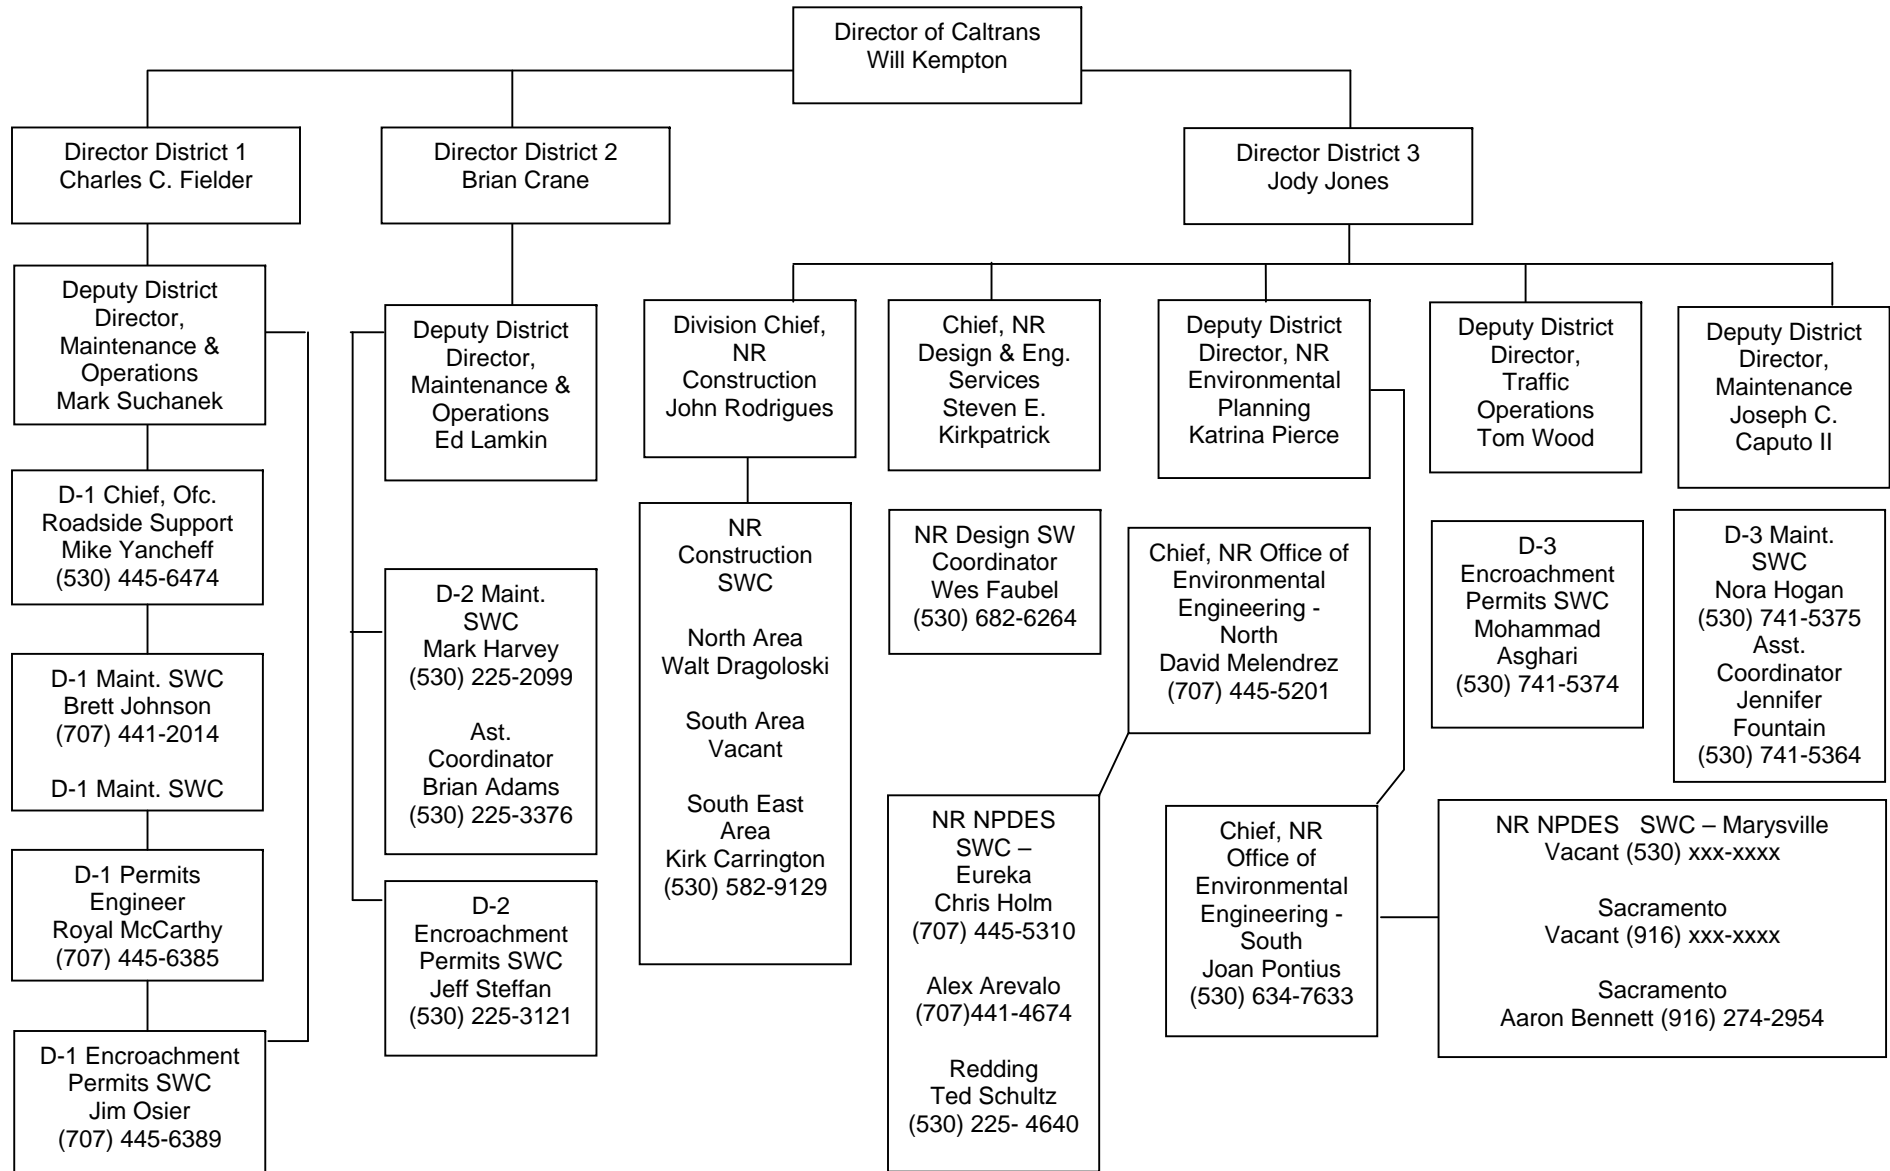 Director of Caltrans
Will Kempton
Director District 1
Charles C. Fielder
Director District 2
Brian Crane
Director District 3
Jody Jones
Deputy District
Director,
Maintenance &
Operations
Mark Suchanek
Deputy District
Director,
Maintenance &
Operations
Ed Lamkin
Division Chief,
NR
Construction
John Rodrigues
Chief, NR
Design & Eng.
Services
Steven E.
Kirkpatrick
Deputy District
Director, NR
Environmental
Planning
Katrina Pierce
Deputy District
Director,
Traffic
Operations
Tom Wood
Deputy District
Director,
Maintenance
Joseph C.
Caputo II
D-1 Chief, Ofc.
Roadside Support
Mike Yancheff
(530) 445-6474
D-1 Maint. SWC
Brett Johnson
(707) 441-2014
D-1 Maint. SWC
D-1 Permits
Engineer
Royal McCarthy
(707) 445-6385
D-1 Encroachment
Permits SWC
Jim Osier
(707) 445-6389
D-2 Maint.
SWC
Mark Harvey
(530) 225-2099
Ast.
Coordinator
Brian Adams
(530) 225-3376
D-2
Encroachment
Permits SWC
Jeff Steffan
(530) 225-3121
NR
Construction
SWC
North Area
Walt Dragoloski
South Area
Vacant
South East
Area
Kirk Carrington
(530) 582-9129
NR Design SW
Coordinator
Wes Faubel
(530) 682-6264
Chief, NR Office of
Environmental
Engineering -
North
David Melendrez
(707) 445-5201
D-3
Encroachment
Permits SWC
Mohammad
Asghari
(530) 741-5374
D-3 Maint.
SWC
Nora Hogan
(530) 741-5375
Asst.
Coordinator
Jennifer
Fountain
(530) 741-5364
NR NPDES
SWC –
Eureka
Chris Holm
(707) 445-5310
Alex Arevalo
(707)441-4674
Redding
Ted Schultz
(530) 225- 4640
Chief, NR
Office of
Environmental
Engineering -
South
Joan Pontius
(530) 634-7633
NR NPDES   SWC – Marysville
Vacant (530) xxx-xxxx
Sacramento
Vacant (916) xxx-xxxx
Sacramento
Aaron Bennett (916) 274-2954